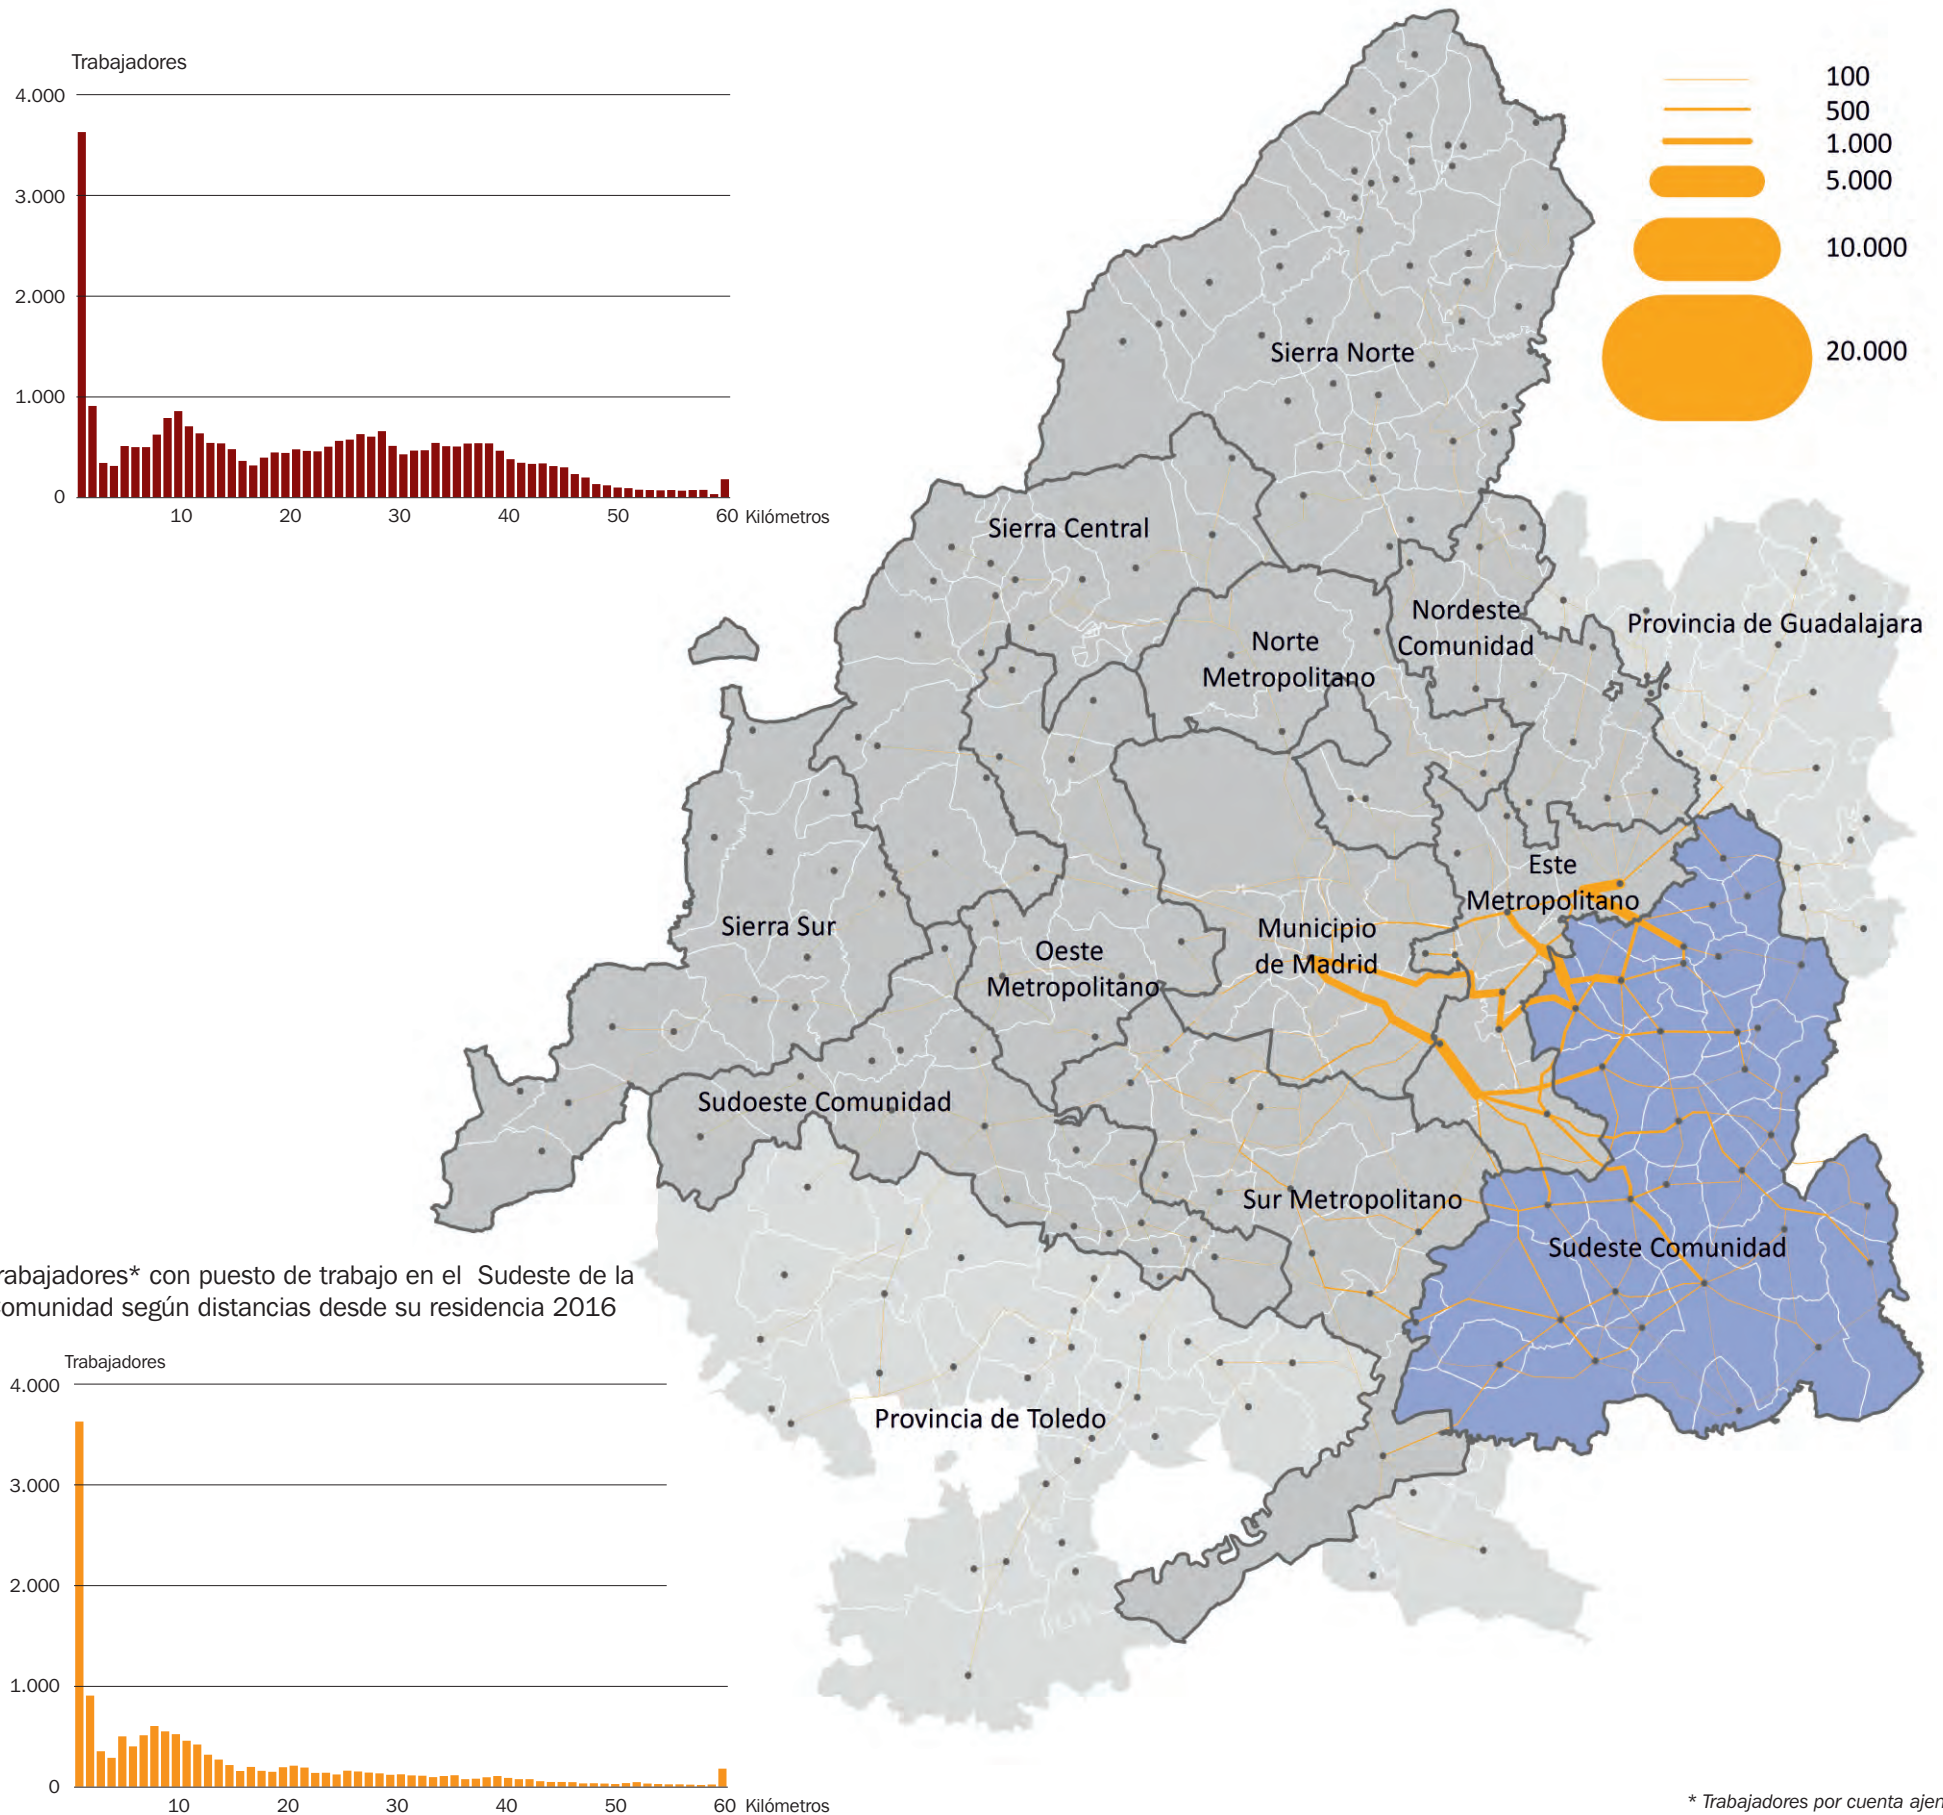 Trabajadores
4.000
3.000
2.000
1.000
0
10
20
30
40
50
60 Kilómetros
100
500
1.000
5.000
10.000
20.000
Sierra Norte
Sierra Central
Nordeste
Comunidad
Provincia de Guadalajara
Norte
Metropolitano
Este
Metropolitano
Sierra Sur
Municipio
de Madrid
Oeste
Metropolitano
Sudoeste Comunidad
Sur Metropolitano
Sudeste Comunidad
Provincia de Toledo
rabajadores* con puesto de trabajo en el Sudeste de la
omunidad según distancias desde su residencia 2016
Trabajadores
4.000
3.000
2.000
1.000
0
10
20
30
40
50
60 Kilómetros
* Trabajadores por cuenta ajen